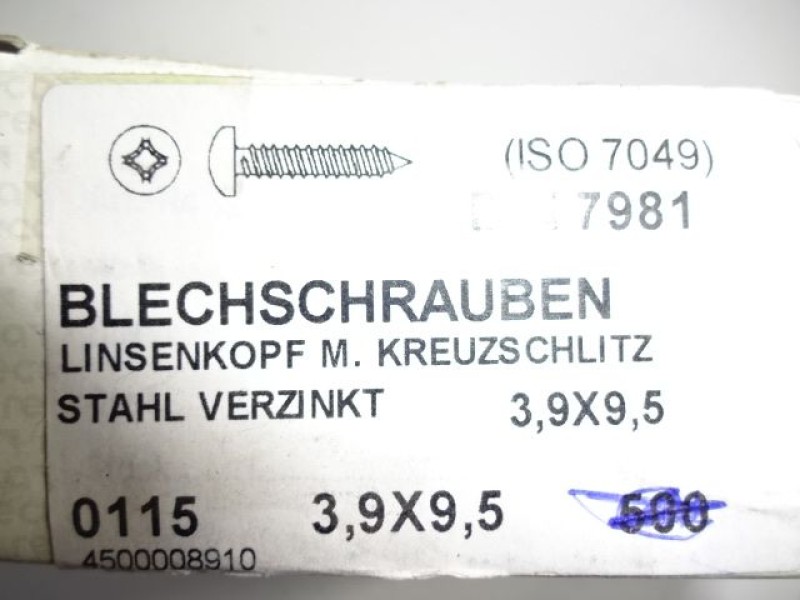 (ISO 7049)
7981
BLECHSCHRAUBEN
LINSENKOPF M. KREUZSCHLITZ
STAHL VERZINKT 3,9X9,5
0115 3,9X9,5 500
4500008910